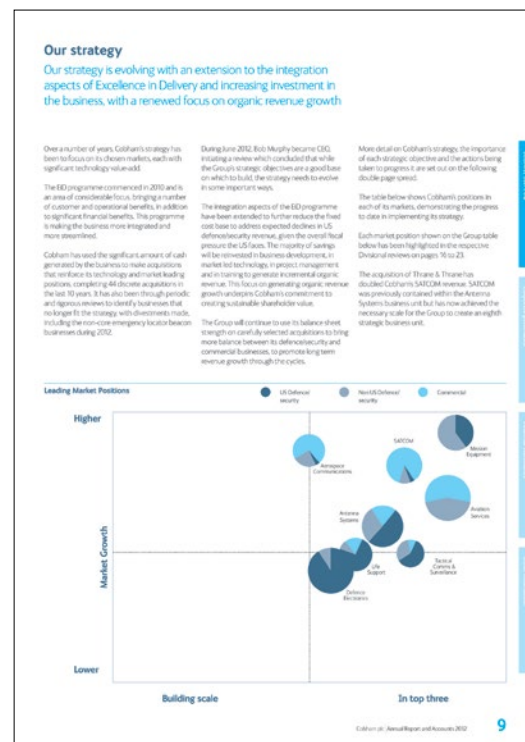 Our strategy
Our strategy is evolving with an extension to the integration
aspects of Excellence in Delivery and increasing investment in
the business, with a renewed focus on organic revenue growth
Over a number of years, Cobham's strategy has
been to focus on its chosen markets, each with
significant technology value-add.
The EiD programme commenced in 2010 and is
an area of considerable focus, bringing a number
of customer and operational benefits, in addition
to significant financial benefits. This programme
is making the business more integrated and
more streamlined.
Cobham has used the significant amount of cash
generated by the business to make acquisitions
that reinforce its technology and market leading
positions, completing 44 discrete acquisitions in
the last 10 years. It has also been through periodic
and rigorous reviews to identify businesses that
no longer fit the strategy, with divestments made,
including the non-core emergency locator beacon
businesses during 2012.
During June 2012, Bob Murphy became CEO,
initiating a review which concluded that while
the Group's strategic objectives are a good base
on which to build, the strategy needs to evolve
in some important ways.
The integration aspects of the EiD programme
have been extended to further reduce the fixed
cost base to address expected declines in US
defence/security revenue, given the overall fiscal
pressure the US faces. The majority of savings
will be reinvested in business development, in
market led technology, in project management
and in training to generate incremental organic
revenue. This focus on generating organic revenue
growth underpins Cobham's commitment to
creating sustainable shareholder value.
The Group will continue to use its balance sheet
strength on carefully selected acquisitions to bring
more balance between its defence/security and
commercial businesses, to promote long term
revenue growth through the cycles.
More detail on Cobham's strategy, the importance
of each strategic objective and the actions being
taken to progress it are set out on the following
double page spread.
The table below shows Cobham's positions in
each of its markets, demonstrating the progress
to date in implementing its strategy.
Each market position shown on the Group table
below has been highlighted in the respective
Divisional reviews on pages 16 to 23.
The acquisition of Thrane & Thrane has
doubled Cobham's SATCOM revenue. SATCOM
was previously contained within the Antenna
Systems business unit but has now achieved the
necessary scale for the Group to create an eighth
strategic business unit.
Leading Market Positions
US Defence/
security
Non US Defence/
security
Commercial
Higher
Market Growth
Lower
Aerospace
Communications
SATCOM
Mission
Equipment
Aviation
Services
Antenna
Systems
Life
Support
Tactical
Comms &
Surveillance
Defence
Electronics
Building scale
In top three
Cobham plc Annual Report and Accounts 2012
9